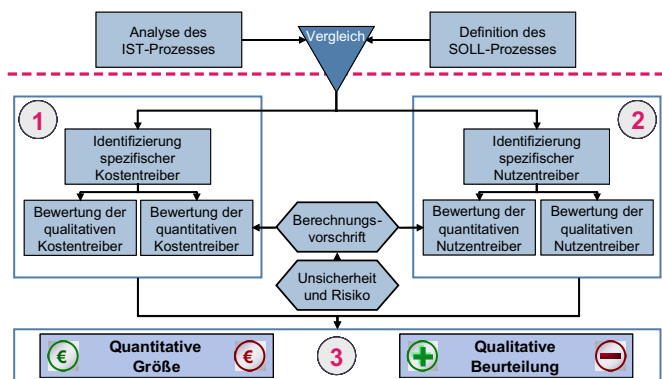 Analyse des
IST-Prozesses
Vergleich
Definition des
SOLL-Prozesses
1
Identifizierung
spezifischer
Kostentreiber
Bewertung der
qualitativen
Kostentreiber
Bewertung der
quantitativen
Kostentreiber
2
Identifizierung
spezifischer
Nutzentreiber
Bewertung der
quantitativen
Nutzentreiber
Bewertung der
qualitativen
Nutzentreiber
Berechnungs-
vorschrift
Unsicherheit
und Risiko
€
Quantitative
Größe
€
3
Qualitative
Beurteilung